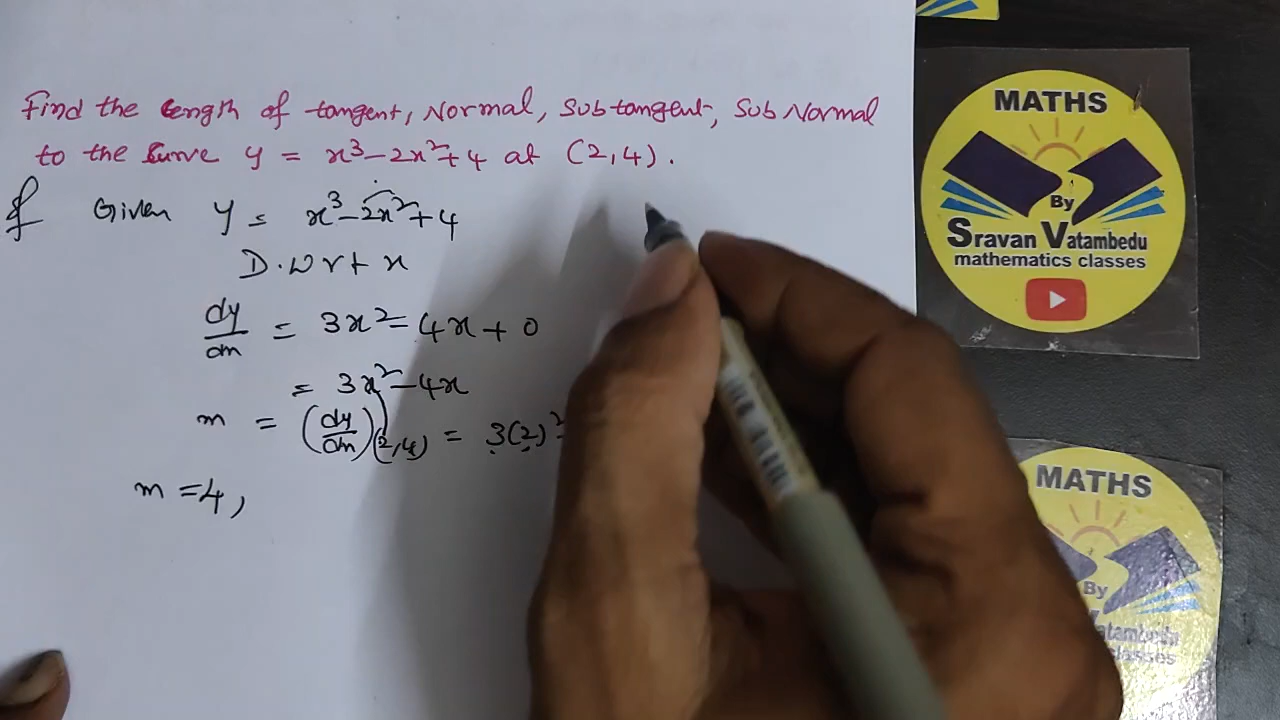 Find the Length of tangent, Normal, Subtangent, Sub Normal
to the Curve y = x³-2x²+4 at (2,4).
Given y = x³-2x²+4
D.w r t x
dy/dx = 3x²-4x+0
= 3x²-4x
m = (dy/dx)(2,4) = 3(2)²
m = 4,
MATHS
By
Sravan Vatambedu
mathematics classes
MATHS
By